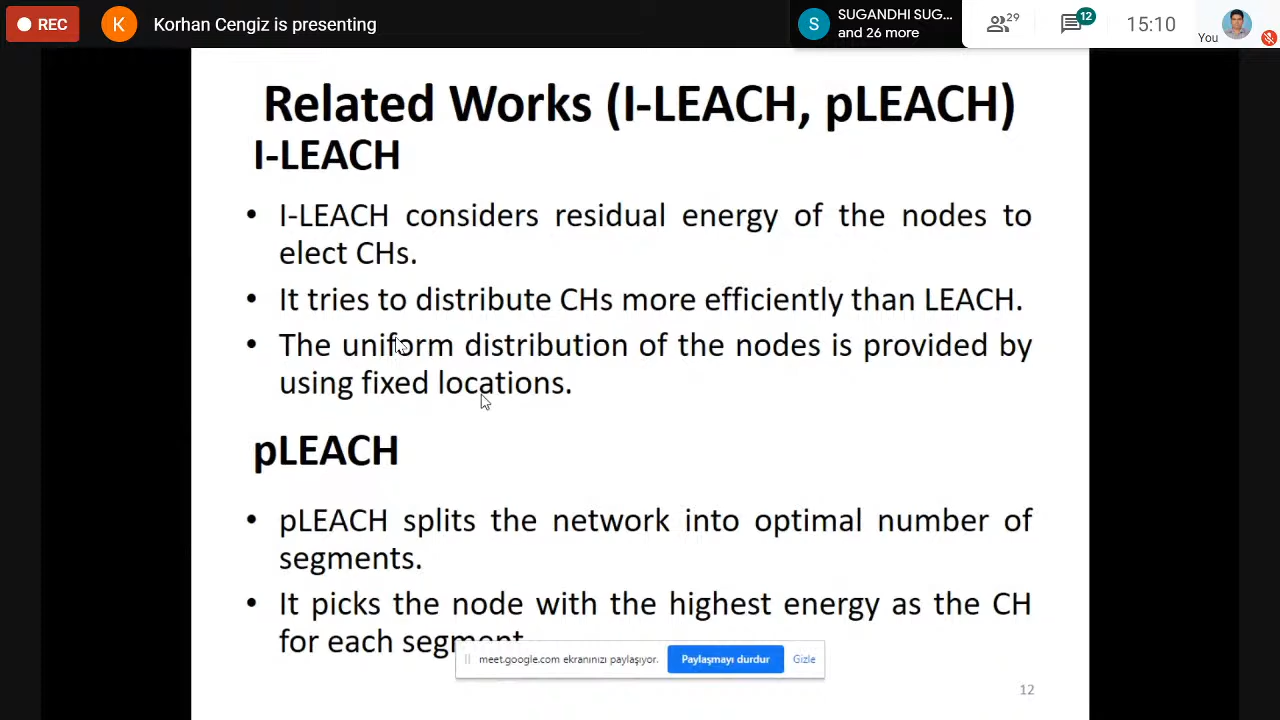 REC
K
Korhan Cengiz is presenting
S
SUGANDHI SUG...
and 26 more
29
12
15:10
You
Related Works (I-LEACH, pLEACH)
I-LEACH
• I-LEACH considers residual energy of the nodes to
elect CHs.
• It tries to distribute CHs more efficiently than LEACH.
• The uniform distribution of the nodes is provided by
using fixed locations.
pLEACH
• pLEACH splits the network into optimal number of
segments.
• It picks the node with the highest energy as the CH
for each segment
meet.google.com ekranınızı paylaşıyor.
Paylaşmayı durdur
Gizle
12